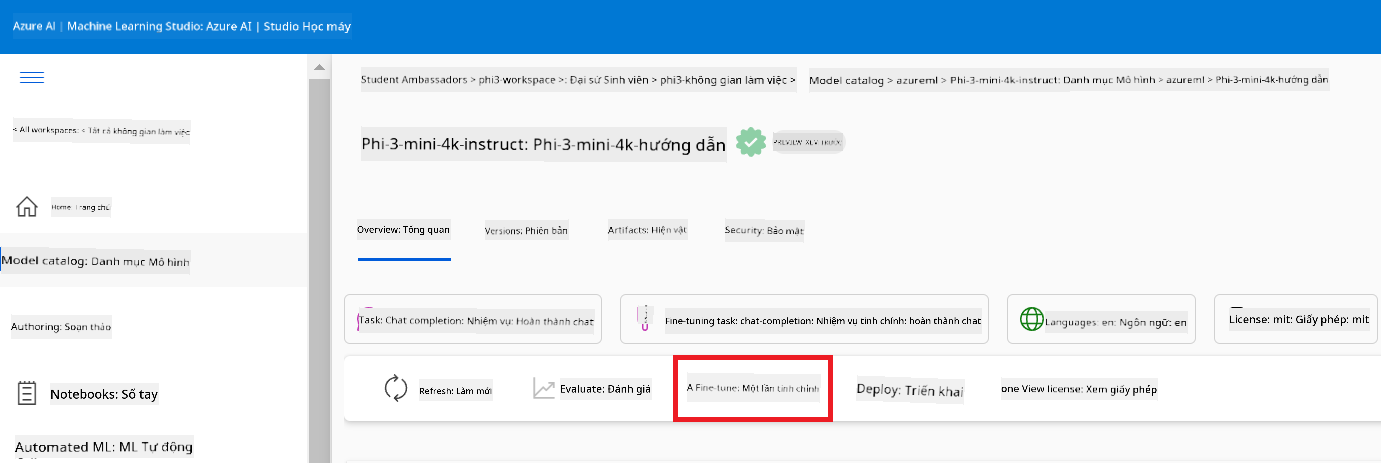 Azure AI | Machine Learning Studio: Azure AI | Studio Học máy
Student Ambassadors > phi3-workspace >: Đại sứ Sinh viên > phi3-không gian làm việc >
Model catalog > azureml > Phi-3-mini-4k-instruct: Danh mục Mô hình > azureml > Phi-3-mini-4k-hướng dẫn
< All workspaces: < Tất cả không gian làm việc
Phi-3-mini-4k-instruct: Phi-3-mini-4k-hướng dẫn
PREVIEW: XEM TRƯỚC
Home: Trang chủ
Overview: Tổng quan
Versions: Phiên bản
Artifacts: Hiện vật
Security: Bảo mật
Model catalog: Danh mục Mô hình
Authoring: Soạn thảo
Task: Chat completion: Nhiệm vụ: Hoàn thành chat
Fine-tuning task: chat-completion: Nhiệm vụ tinh chỉnh: hoàn thành chat
Languages: en: Ngôn ngữ: en
License: mit: Giấy phép: mit
Notebooks: Sổ tay
Refresh: Làm mới
Evaluate: Đánh giá
A Fine-tune: Một lần tinh chỉnh
Deploy: Triển khai
one View license: Xem giấy phép
Automated ML: ML Tự động